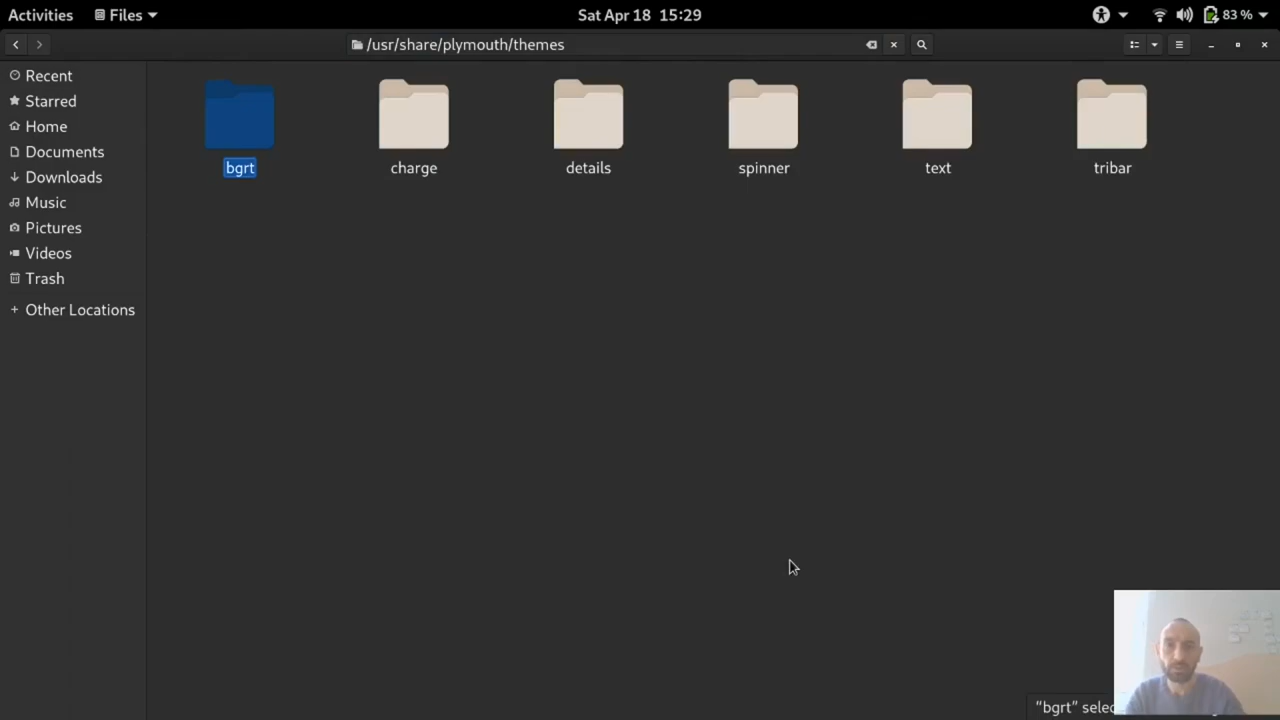 Activities Files Sat Apr 18 15:29 83 %
/usr/share/plymouth/themes
Recent
Starred
Home
Documents
Downloads
Music
Pictures
Videos
Trash
Other Locations
bgrt charge details spinner text tribar
"bgrt" selec